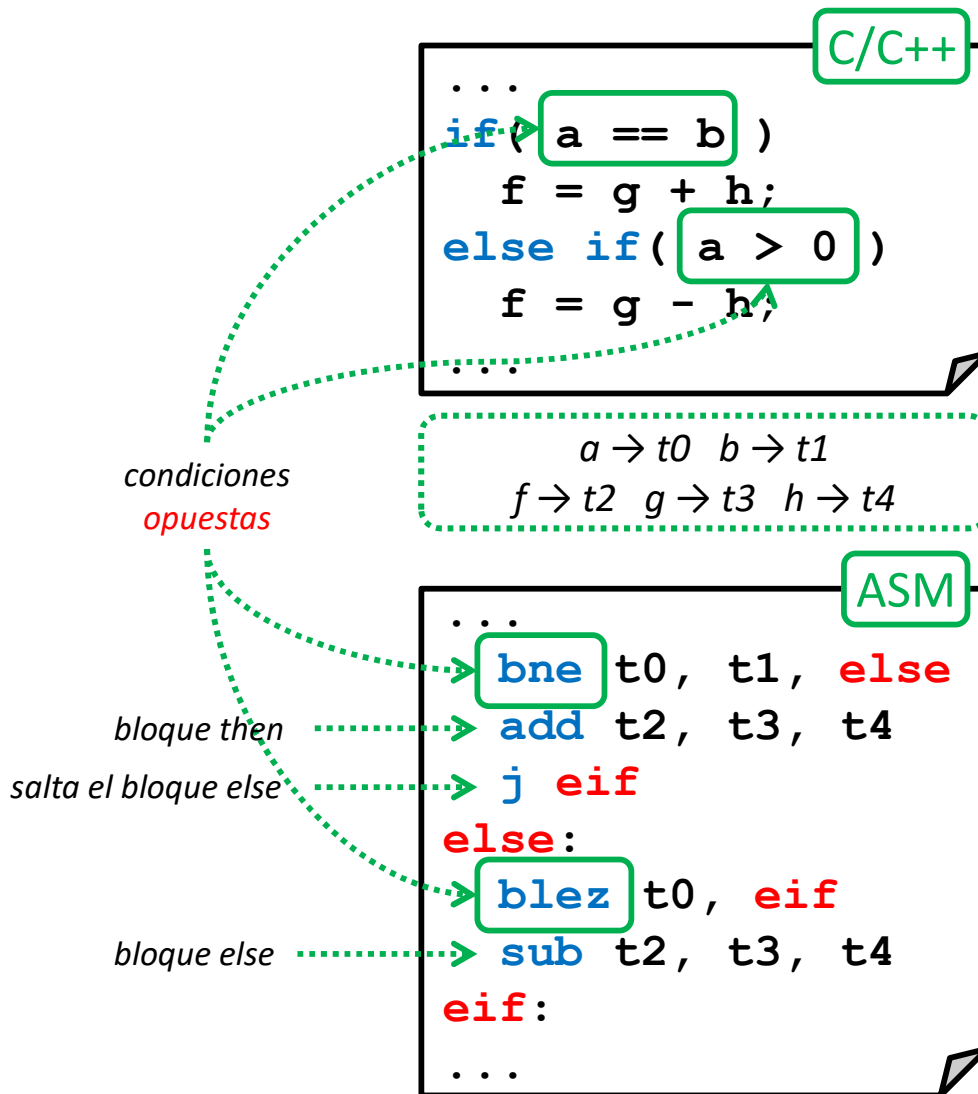 C/C++
...
if( a == b )
f = g + h;
else if( a > 0 )
f = g - h;
...
a → t0 b → t1
f → t2 g → t3 h → t4
condiciones
opuestas
ASM
...
bne t0, t1, else
bloque then
add t2, t3, t4
salta el bloque else
j eif
else:
blez t0, eif
bloque else
sub t2, t3, t4
eif:
...